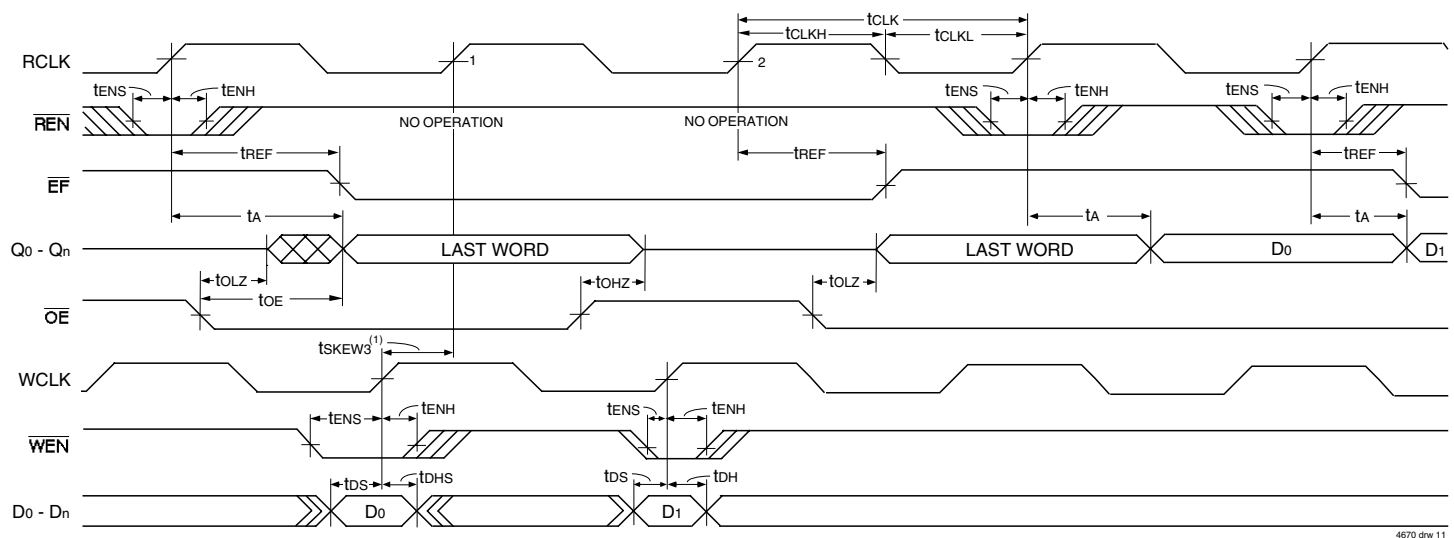 tCLK
tCLKH tCLKL
RCLK 1 2
tENS tENH tENS tENH tENS tENH
REN NO OPERATION NO OPERATION
tREF tREF tREF
EF
tA tA tA
Q0 - Qn LAST WORD LAST WORD D0 D1
tOLZ tOHZ tOLZ
tOE
OE
tSKEW3(1)
WCLK
tENS tENH tENS tENH
WEN
tDS tDHS tDS tDH
D0 - Dn D0 D1
4670 drw 11